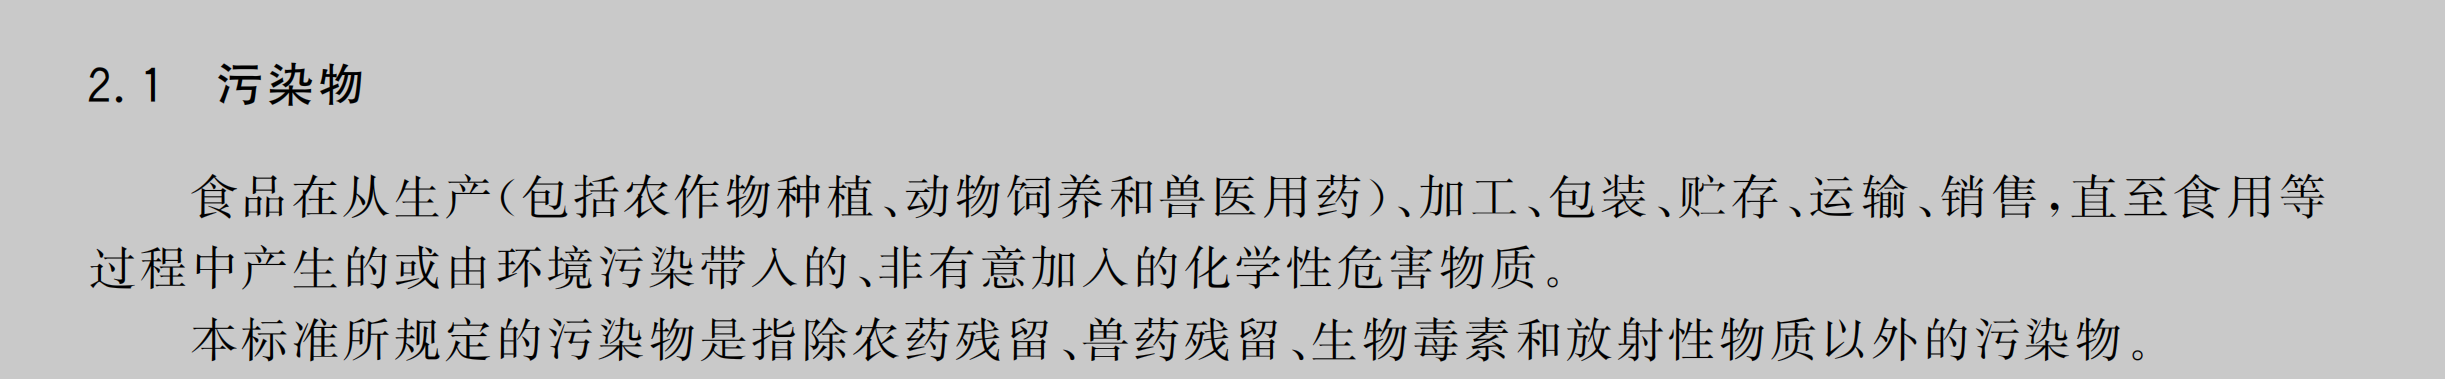 2.1 污染物
食品在从生产(包括农作物种植、动物饲养和兽医用药)、加工、包装、贮存、运输、销售,直至食用等
过程中产生的或由环境污染带入的、非有意加入的化学性危害物质。
本标准所规定的污染物是指除农药残留、兽药残留、生物毒素和放射性物质以外的污染物。